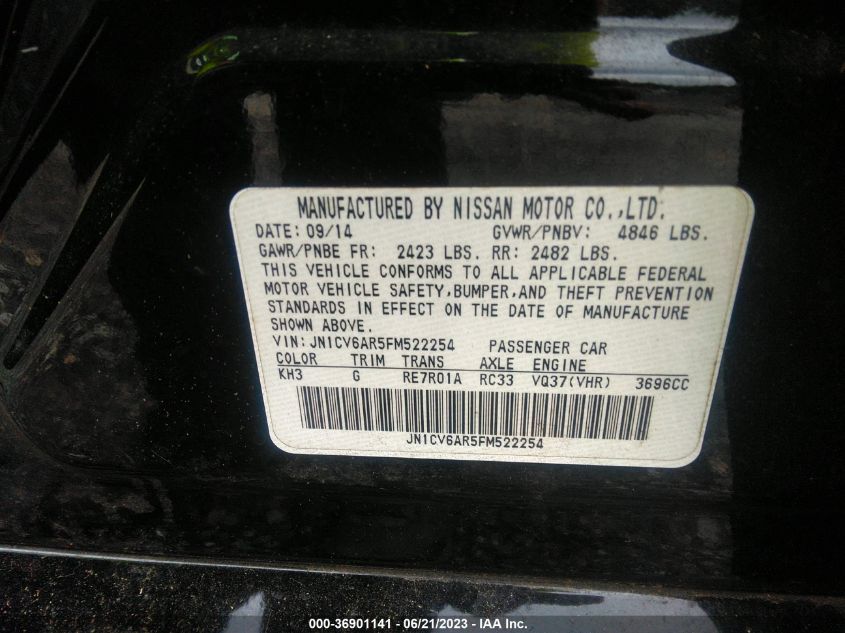 MANUFACTURED BY NISSAN MOTOR CO.,LTD.
DATE: 09/14 GVWR/PNBV: 4846 LBS.
GAWR/PNBE FR: 2423 LBS. RR: 2482 LBS.
THIS VEHICLE CONFORMS TO ALL APPLICABLE FEDERAL
MOTOR VEHICLE SAFETY,BUMPER,AND THEFT PREVENTION
STANDARDS IN EFFECT ON THE DATE OF MANUFACTURE
SHOWN ABOVE.
VIN:JN1CV6AR5FM522254 PASSENGER CAR
COLOR TRIM TRANS AXLE ENGINE
KH3 G RE7R01A RC33 VQ37(VHR) 3696CC
JN1CV6AR5FM522254
000-36901141 - 06/21/2023 - IAA Inc.